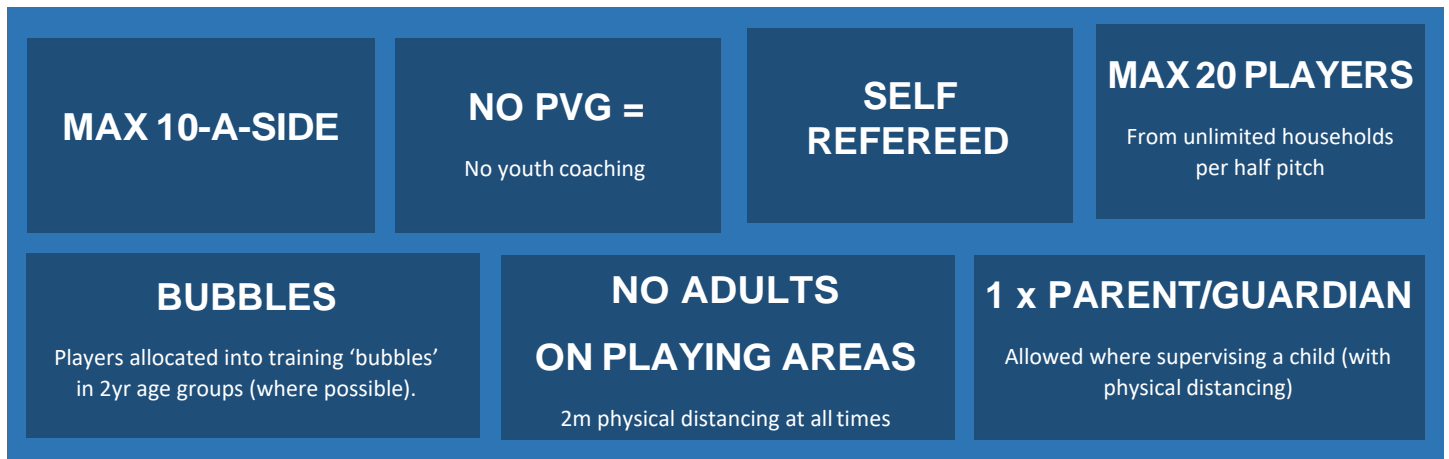 MAX 10-A-SIDE
NO PVG =
No youth coaching
SELF
REFEREED
MAX 20 PLAYERS
From unlimited households
per half pitch
BUBBLES
Players allocated into training ‘bubbles’
in 2yr age groups (where possible).
NO ADULTS
ON PLAYING AREAS
2m physical distancing at all times
1 x PARENT/GUARDIAN
Allowed where supervising a child (with
physical distancing)